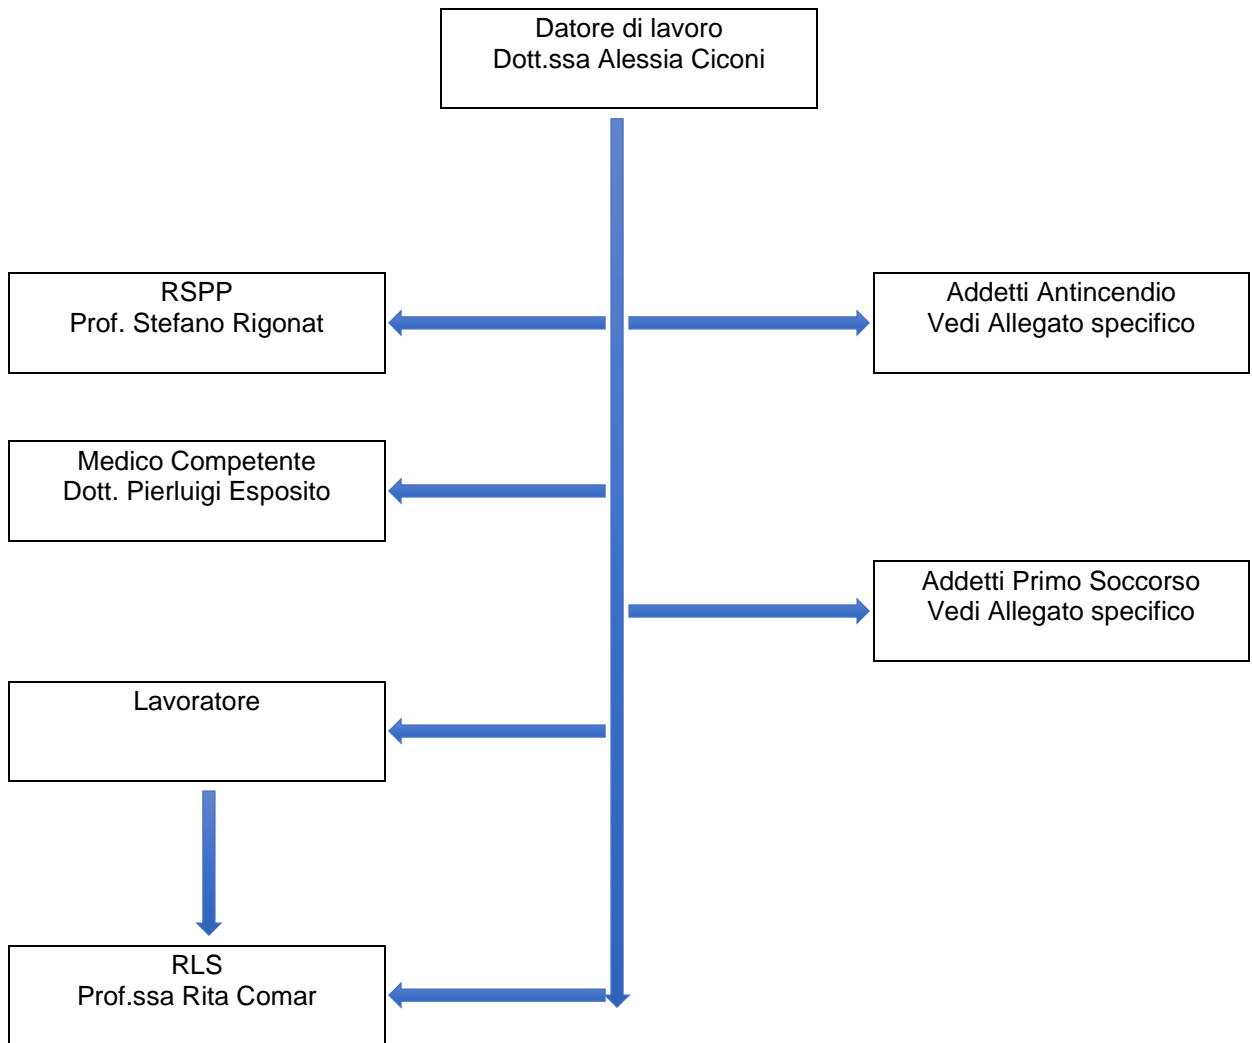 Datore di lavoro
Dott.ssa Alessia Ciconi
RSPP
Prof. Stefano Rigonat
Addetti Antincendio
Vedi Allegato specifico
Medico Competente
Dott. Pierluigi Esposito
Addetti Primo Soccorso
Vedi Allegato specifico
Lavoratore
RLS
Prof.ssa Rita Comar